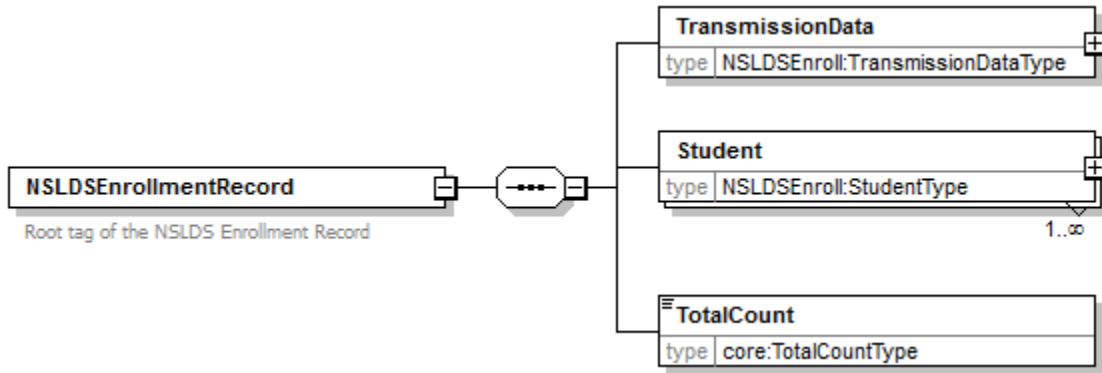 TransmissionData
type NSLDSEnroll:TransmissionDataType
Student
type NSLDSEnroll:StudentType
1..∞
NSLDSEnrollmentRecord
Root tag of the NSLDS Enrollment Record
TotalCount
type core:TotalCountType